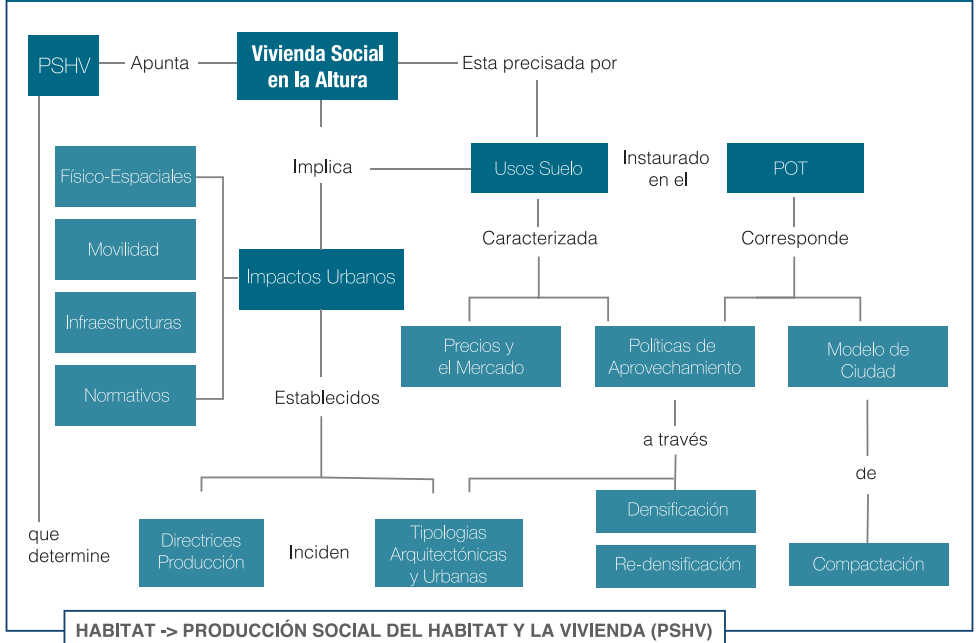 PSHV
Apunta
Vivienda Social
en la Altura
Esta precisada por
Físico-Espaciales
Implica
Usos Suelo
Instaurado
en el
POT
Movilidad
Caracterizada
Corresponde
Impactos Urbanos
Infraestructuras
Precios y
el Mercado
Políticas de
Aprovechamiento
Modelo de
Ciudad
Normativos
Establecidos
a través
de
Densificación
que
determine
Directrices
Producción
Inciden
Tipologias
Arquitectónicas
y Urbanas
Re-densificación
Compactación
HABITAT -> PRODUCCIÓN SOCIAL DEL HABITAT Y LA VIVIENDA (PSHV)